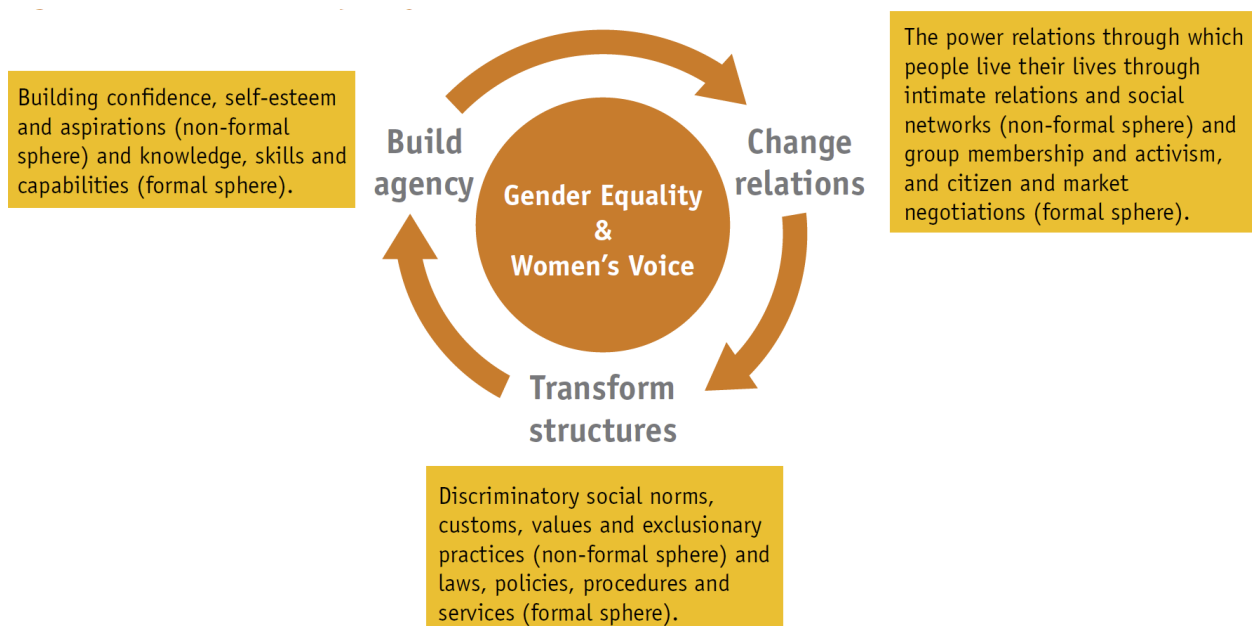 Building confidence, self-esteem
and aspirations (non-formal
sphere) and knowledge, skills and
capabilities (formal sphere).
Build
agency
Gender Equality
&
Women's Voice
Change
relations
The power relations through which
people live their lives through
intimate relations and social
networks (non-formal sphere) and
group membership and activism,
and citizen and market
negotiations (formal sphere).
Transform
structures
Discriminatory social norms,
customs, values and exclusionary
practices (non-formal sphere) and
laws, policies, procedures and
services (formal sphere).